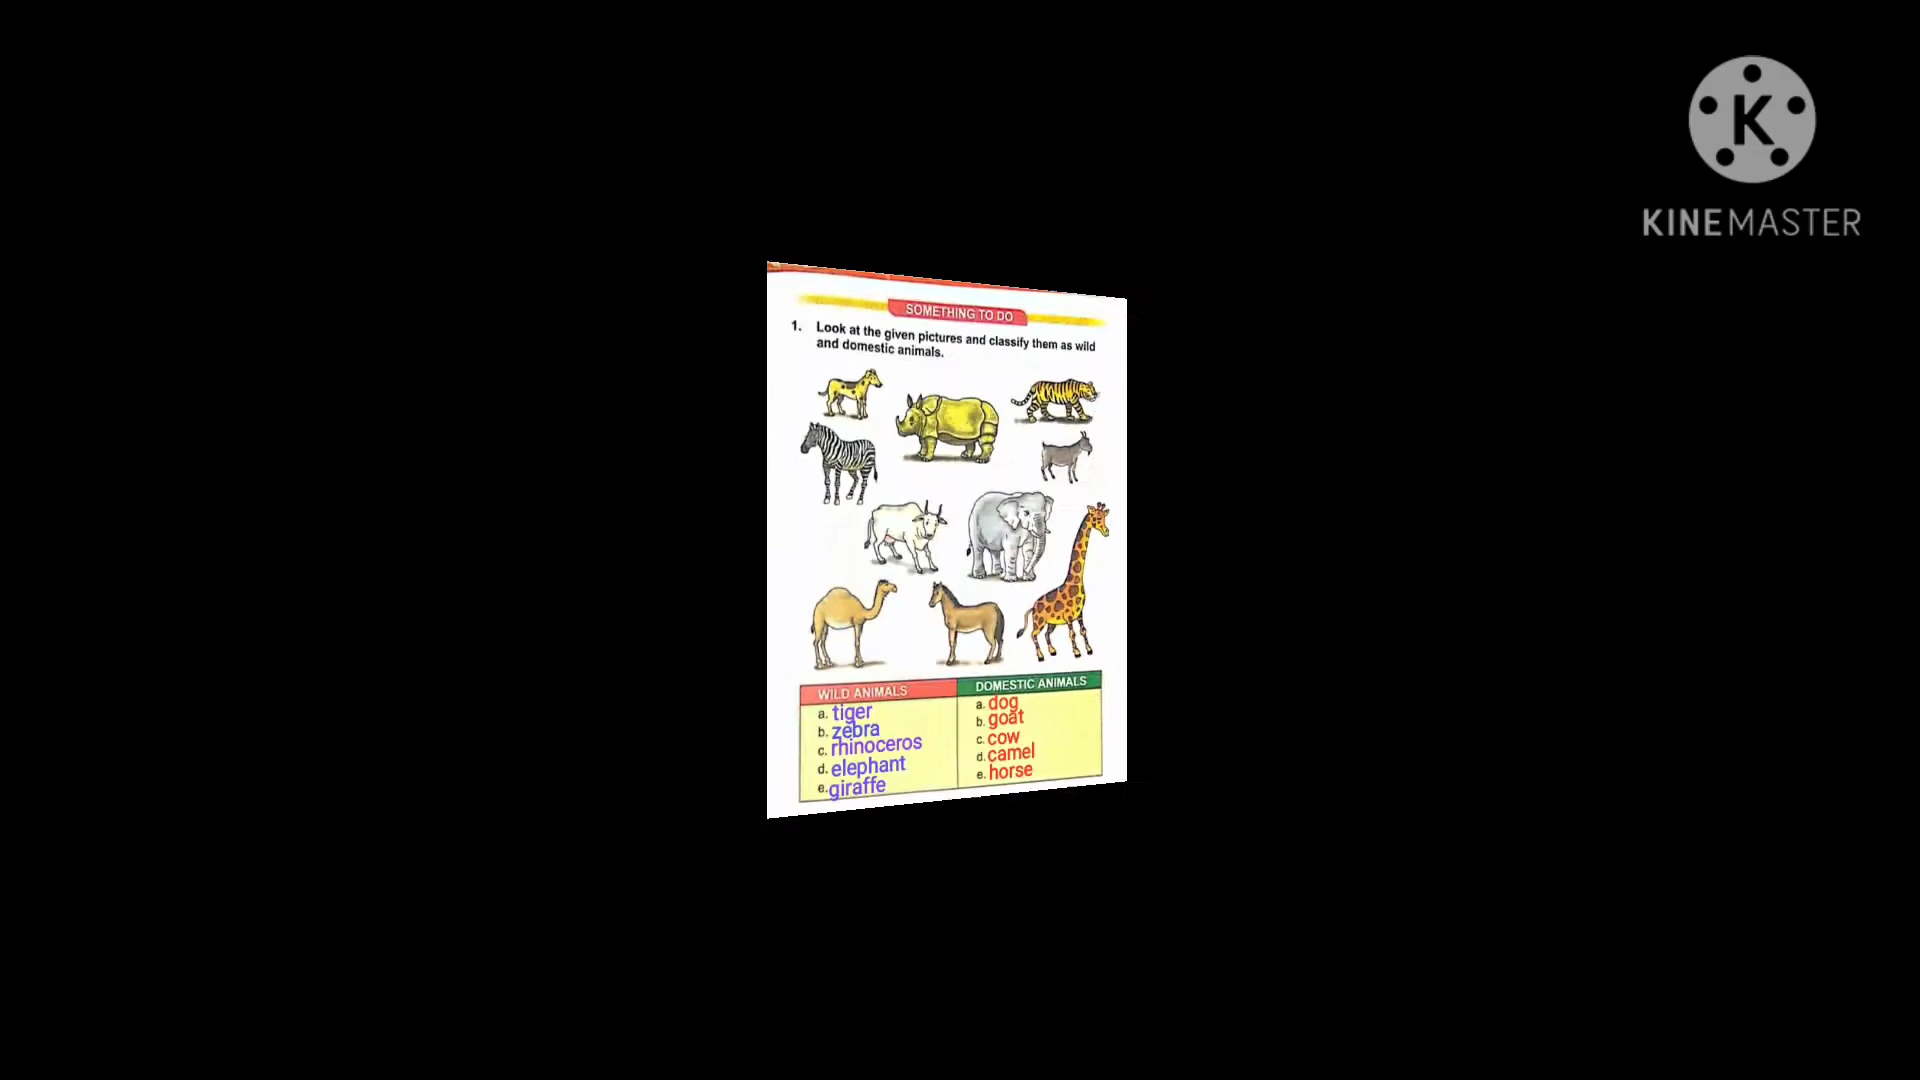 K
KINEMASTER
SOMETHING TO DO
1. Look at the given pictures and classify them as wild
and domestic animals.
WILD ANIMALS
a. tiger
b. zebra
c. rhinoceros
d. elephant
e. giraffe
DOMESTIC ANIMALS
a. dog
b. goat
c. cow
d. camel
e. horse